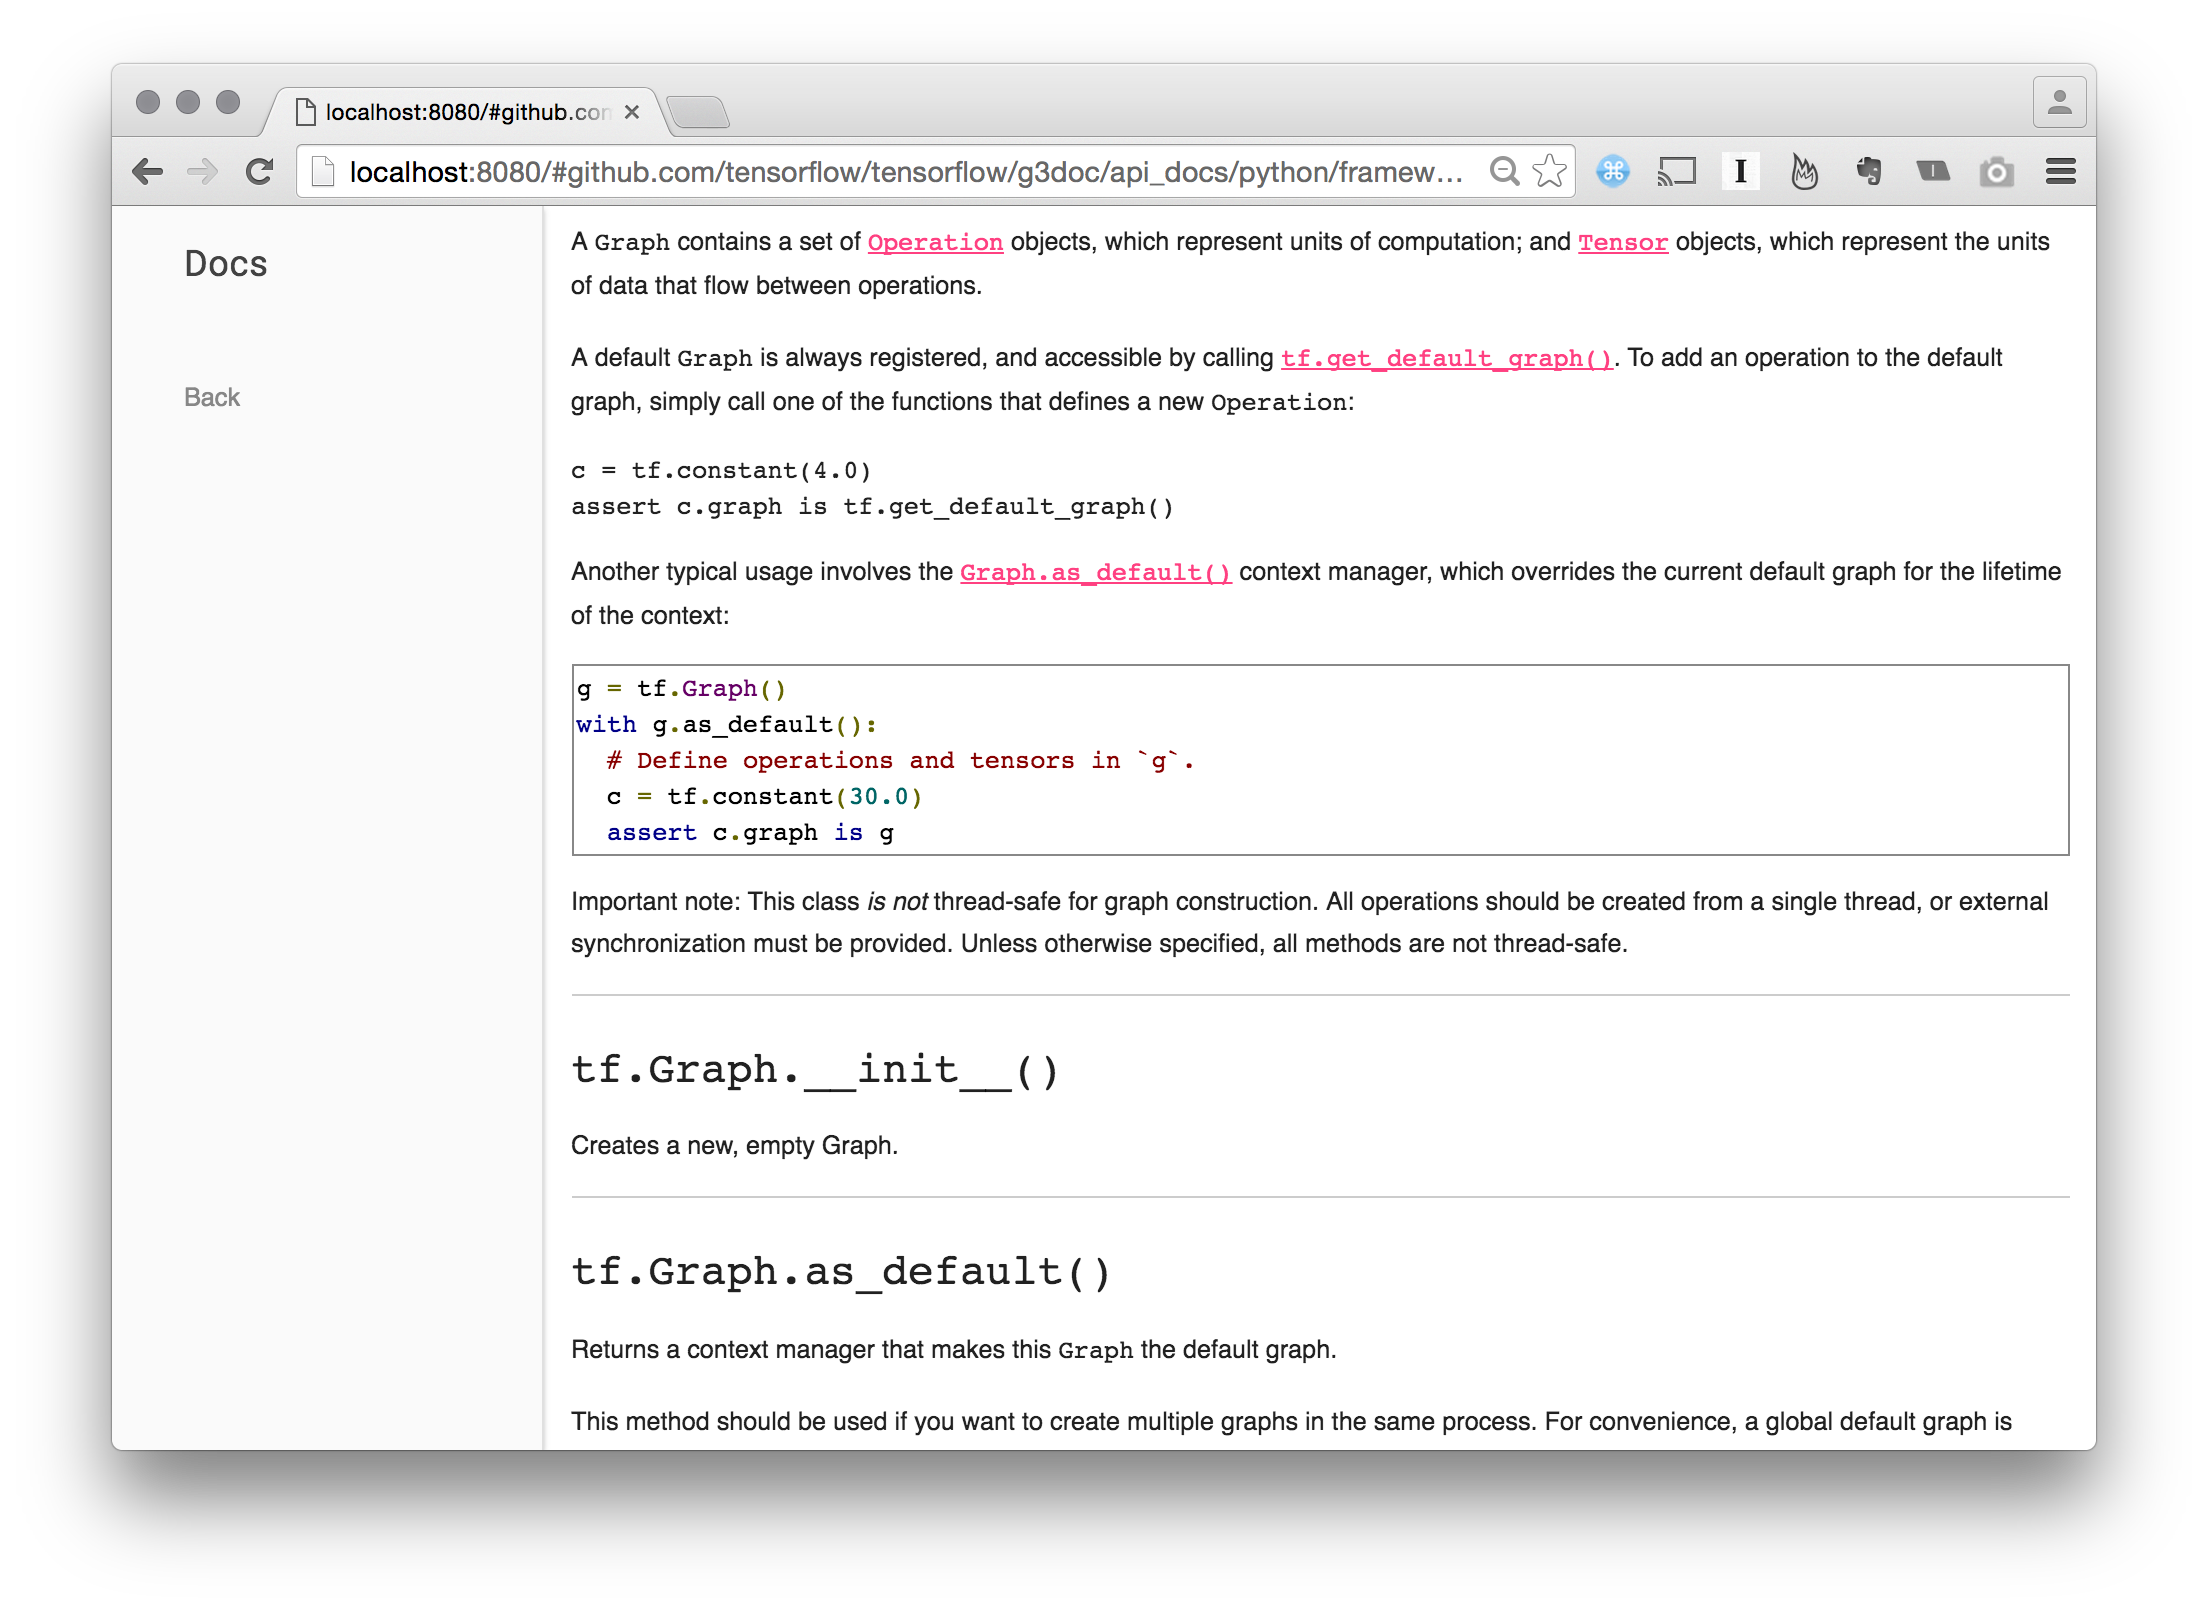 localhost:8080/#github.con
localhost:8080/#github.com/tensorflow/tensorflow/g3doc/api_docs/python/framew...
I
Docs
Back
A Graph contains a set of Operation objects, which represent units of computation; and Tensor objects, which represent the units
of data that flow between operations.
A default Graph is always registered, and accessible by calling tf.get_default_graph(). To add an operation to the default
graph, simply call one of the functions that defines a new Operation:
c = tf.constant(4.0)
assert c.graph is tf.get_default_graph()
Another typical usage involves the Graph.as_default() context manager, which overrides the current default graph for the lifetime
of the context:
g = tf.Graph()
with g.as_default():
  # Define operations and tensors in `g`.
  c = tf.constant(30.0)
  assert c.graph is g
Important note: This class is not thread-safe for graph construction. All operations should be created from a single thread, or external
synchronization must be provided. Unless otherwise specified, all methods are not thread-safe.
tf.Graph.__init__()
Creates a new, empty Graph.
tf.Graph.as_default()
Returns a context manager that makes this Graph the default graph.
This method should be used if you want to create multiple graphs in the same process. For convenience, a global default graph is